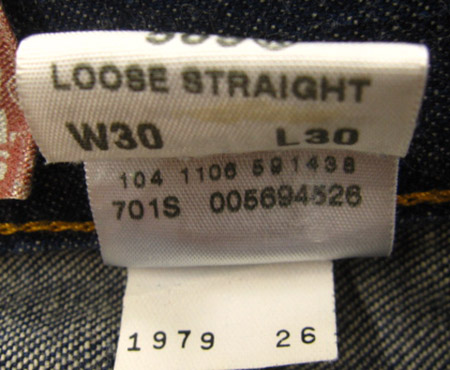 LOOSE STRAIGHT
W30 L30
104 1106 591438
701S 005694526
1979 26